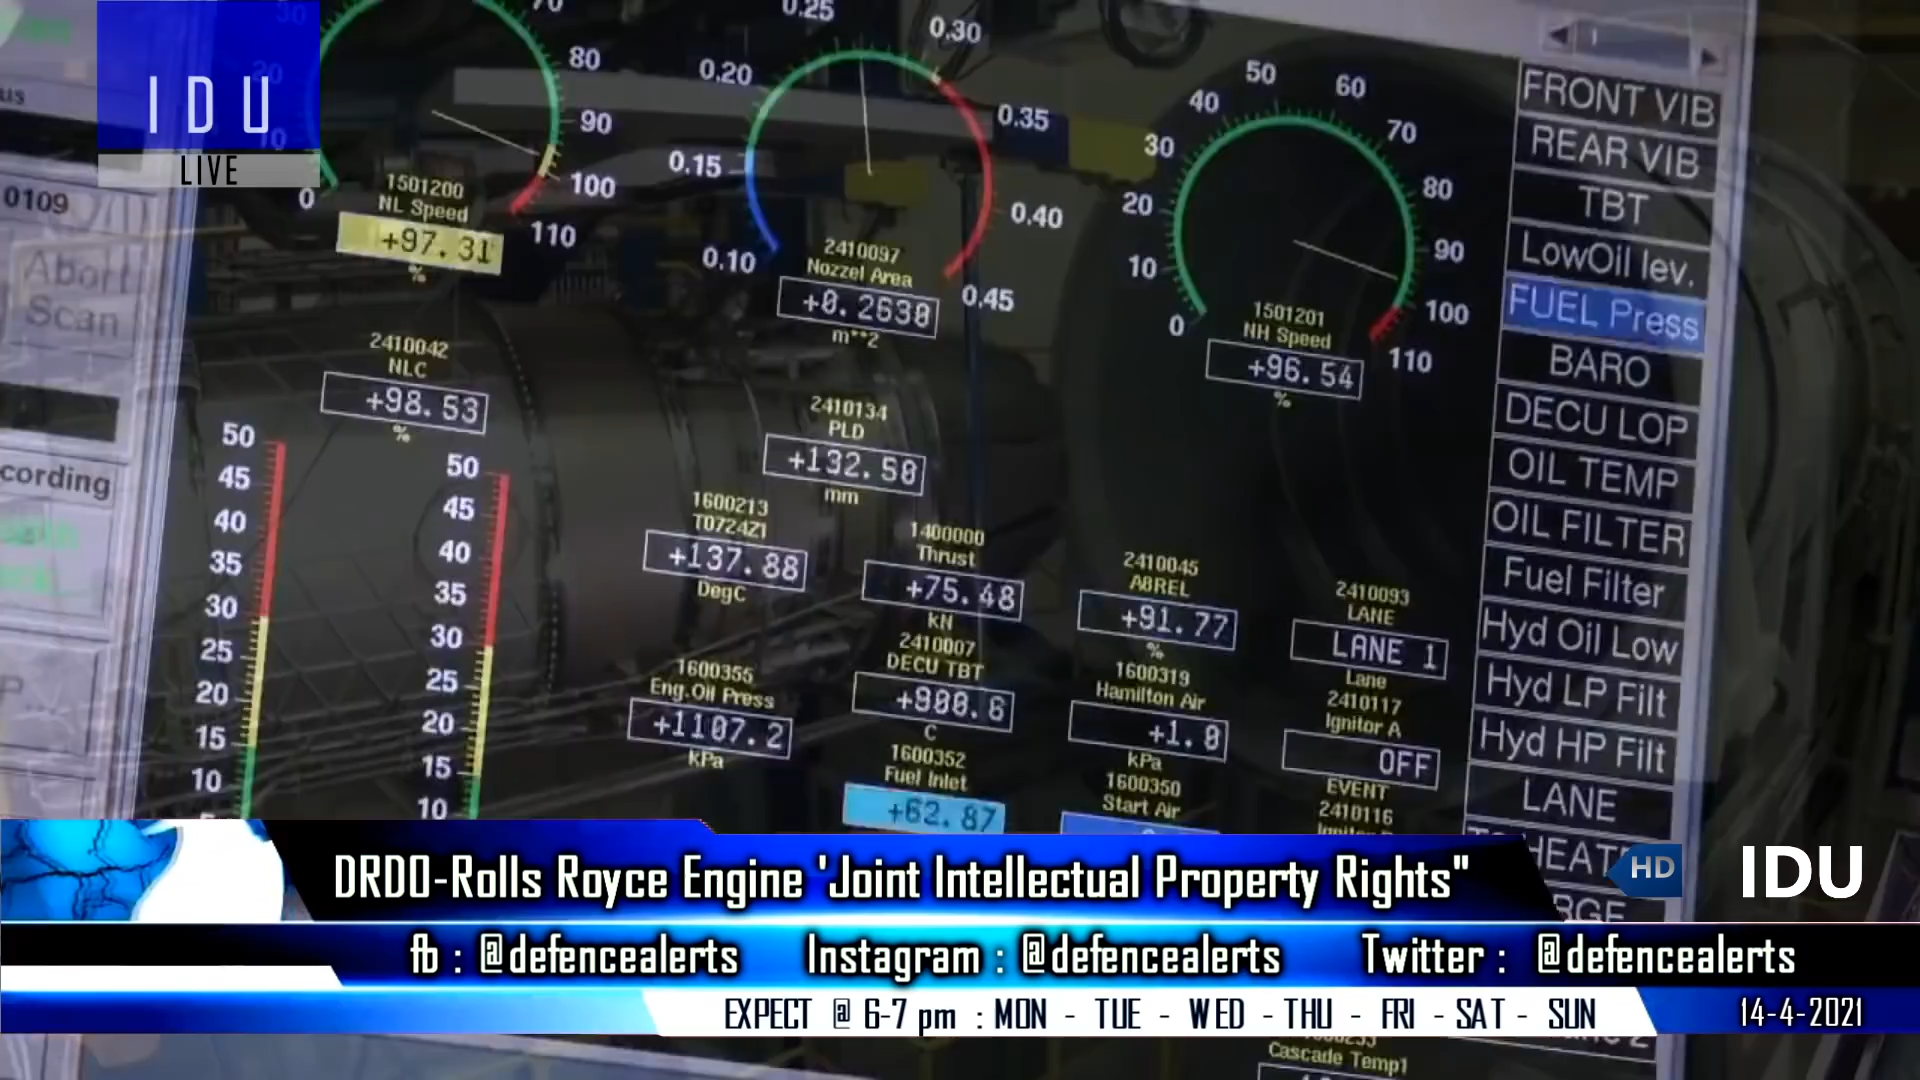 70
0.25
0.30
IDU
LIVE
80
90
100
110
0
10
20
1501200
NL Speed
+97.31
%
0.20
0.15
0.10
0.35
0.40
0.45
2410097
Nozzel Area
+0.2630
m**2
50
60
40
70
30
80
20
90
10
100
0
110
1501201
NH Speed
+96.54
%
FRONT VIB
REAR VIB
TBT
LowOil lev.
FUEL Press
BARO
DECU LOP
OIL TEMP
OIL FILTER
Fuel Filter
Hyd Oil Low
Hyd LP Filt
Hyd HP Filt
LANE
0109
Abort
Scan
cording
2410042
NLC
+98.53
%
50
45
40
35
30
25
20
15
10
50
45
40
35
30
25
20
15
10
2410134
PLD
+132.50
mm
1600213
T0724Z1
+137.88
DegC
1400000
Thrust
+75.48
kN
2410045
ABREL
+91.77
%
2410093
LANE
LANE 1
Lane
1600355
Eng.Oil Press
+1107.2
kPa
2410007
DECU TBT
+900.6
C
1600319
Hamilton Air
+1.0
kPa
2410117
Ignitor A
OFF
EVENT
1600352
Fuel Inlet
+62.87
1600350
Start Air
2410116
DRDO-Rolls Royce Engine 'Joint Intellectual Property Rights"
HD IDU
fb : @defencealerts Instagram : @defencealerts Twitter : @defencealerts
EXPECT @ 6-7 pm : MON - TUE - WED - THU - FRI - SAT - SUN
14-4-2021
Cascade Temp1